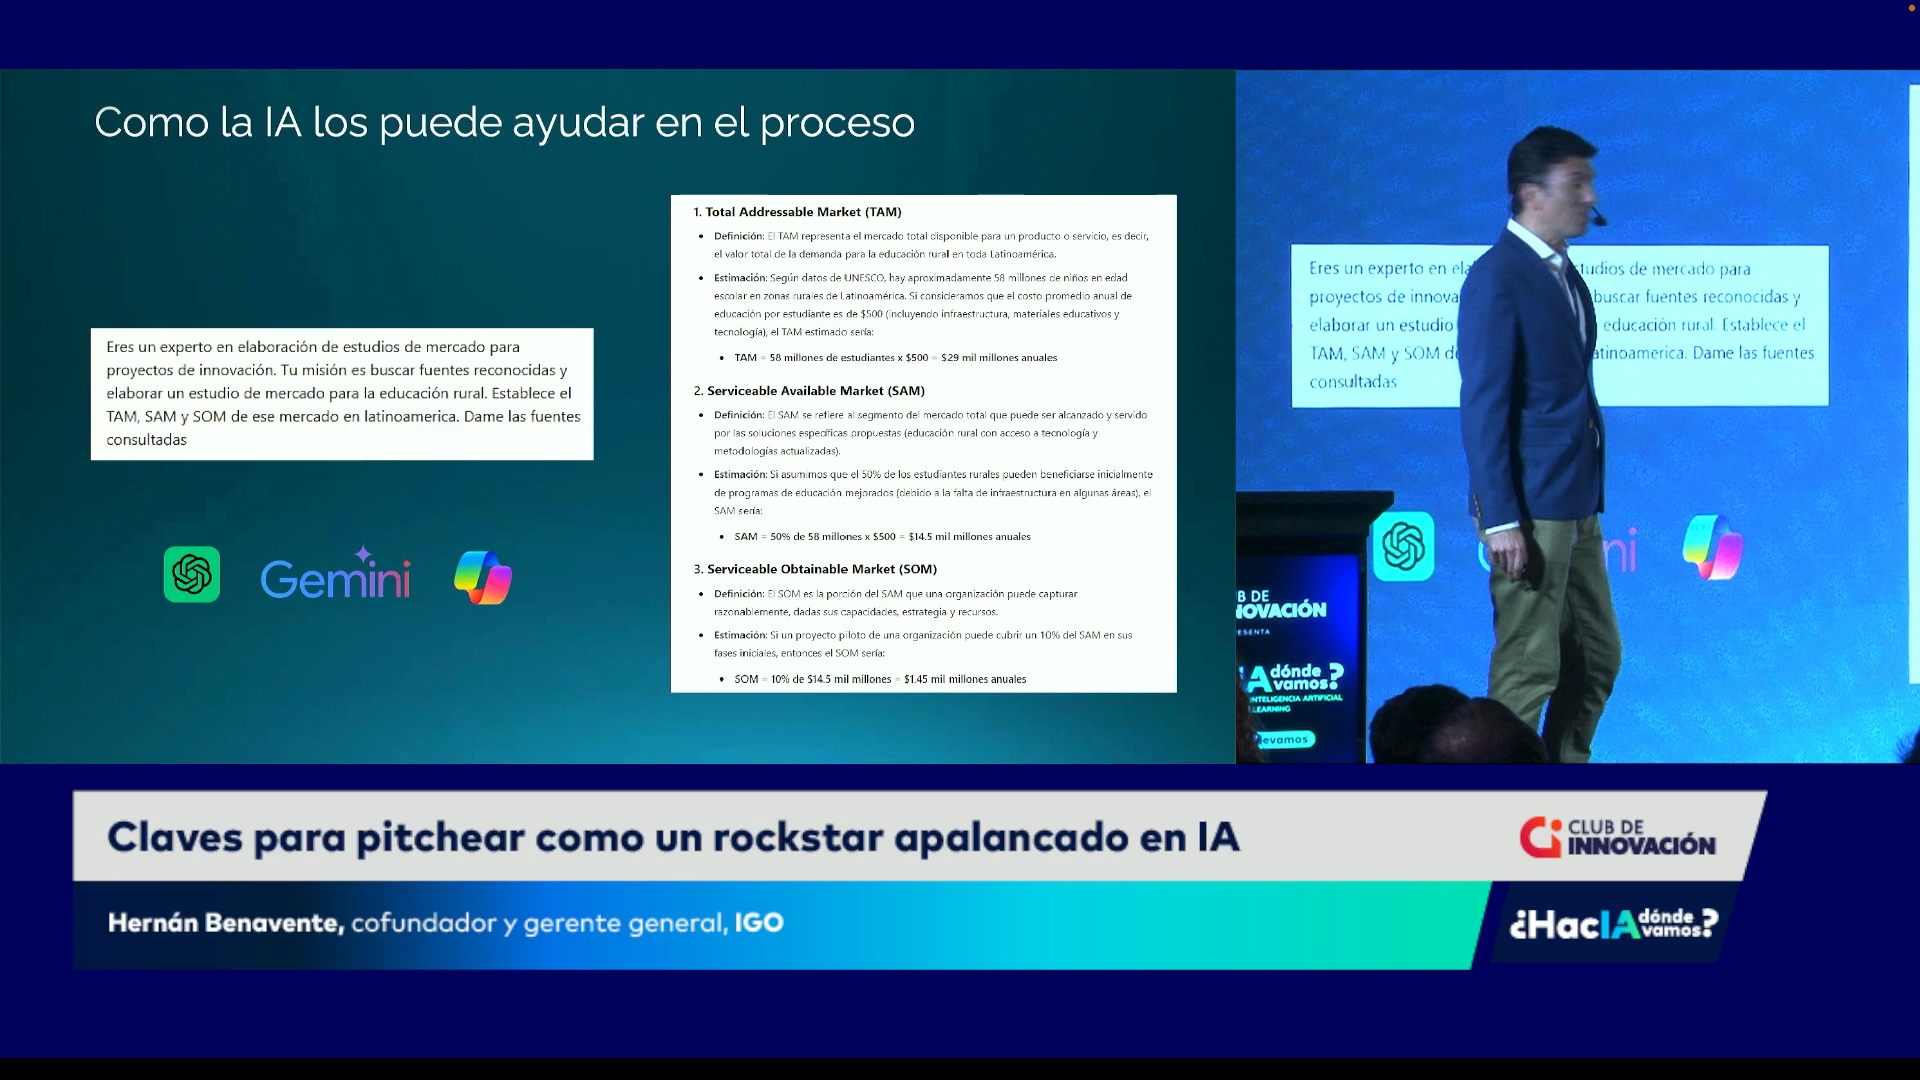 Como la IA los puede ayudar en el proceso
Eres un experto en elaboración de estudios de mercado para
proyectos de innovación. Tu misión es buscar fuentes reconocidas y
elaborar un estudio de mercado para la educación rural. Establece el
TAM, SAM y SOM de ese mercado en latinoamerica. Dame las fuentes
consultadas
Gemini
1. Total Addressable Market (TAM)
• Definición: El TAM representa el mercado total disponible para un producto o servicio, es decir,
el valor total de la demanda para la educación rural en toda Latinoamérica.
• Estimación: Según datos de UNESCO, hay aproximadamente 58 millones de niños en edad
escolar en zonas rurales de Latinoamérica. Si consideramos que el costo promedio anual de
educación por estudiante es de $500 (incluyendo infraestructura, materiales educativos y
tecnología), el TAM estimado sería:
• TAM = 58 millones de estudiantes x $500 = $29 mil millones anuales
2. Serviceable Available Market (SAM)
• Definición: El SAM se refiere al segmento del mercado total que puede ser alcanzado y servido
por las soluciones específicas propuestas (educación rural con acceso a tecnología y
metodologías actualizadas).
• Estimación: Si asumimos que el 50% de los estudiantes rurales pueden beneficiarse inicialmente
de programas de educación mejorados (debido a la falta de infraestructura en algunas áreas), el
SAM sería:
• SAM = 50% de 58 millones x $500 = $14.5 mil millones anuales
3. Serviceable Obtainable Market (SOM)
• Definición: El SOM es la porción del SAM que una organización puede capturar
razonablemente, dadas sus capacidades, estrategia y recursos.
• Estimación: Si un proyecto piloto de una organización puede cubrir un 10% del SAM en sus
fases iniciales, entonces el SOM sería:
• SOM = 10% de $14.5 mil millones = $1.45 mil millones anuales
Eres un experto en ela studios de mercado para
proyectos de innova buscar fuentes reconocidas y
elaborar un estudio educación rural. Establece el
TAM, SAM y SOM de atinoamerica. Dame las fuentes
consultadas
ni
UB DE
NOVACIÓN
ESENTA
IA dónde
vamos?
INTELIGENCIA ARTIFICIAL
LEARNING
evamos
Claves para pitchear como un rockstar apalancado en IA
CLUB DE
INNOVACIÓN
Hernán Benavente, cofundador y gerente general, IGO
¿HacIA dónde
vamos?